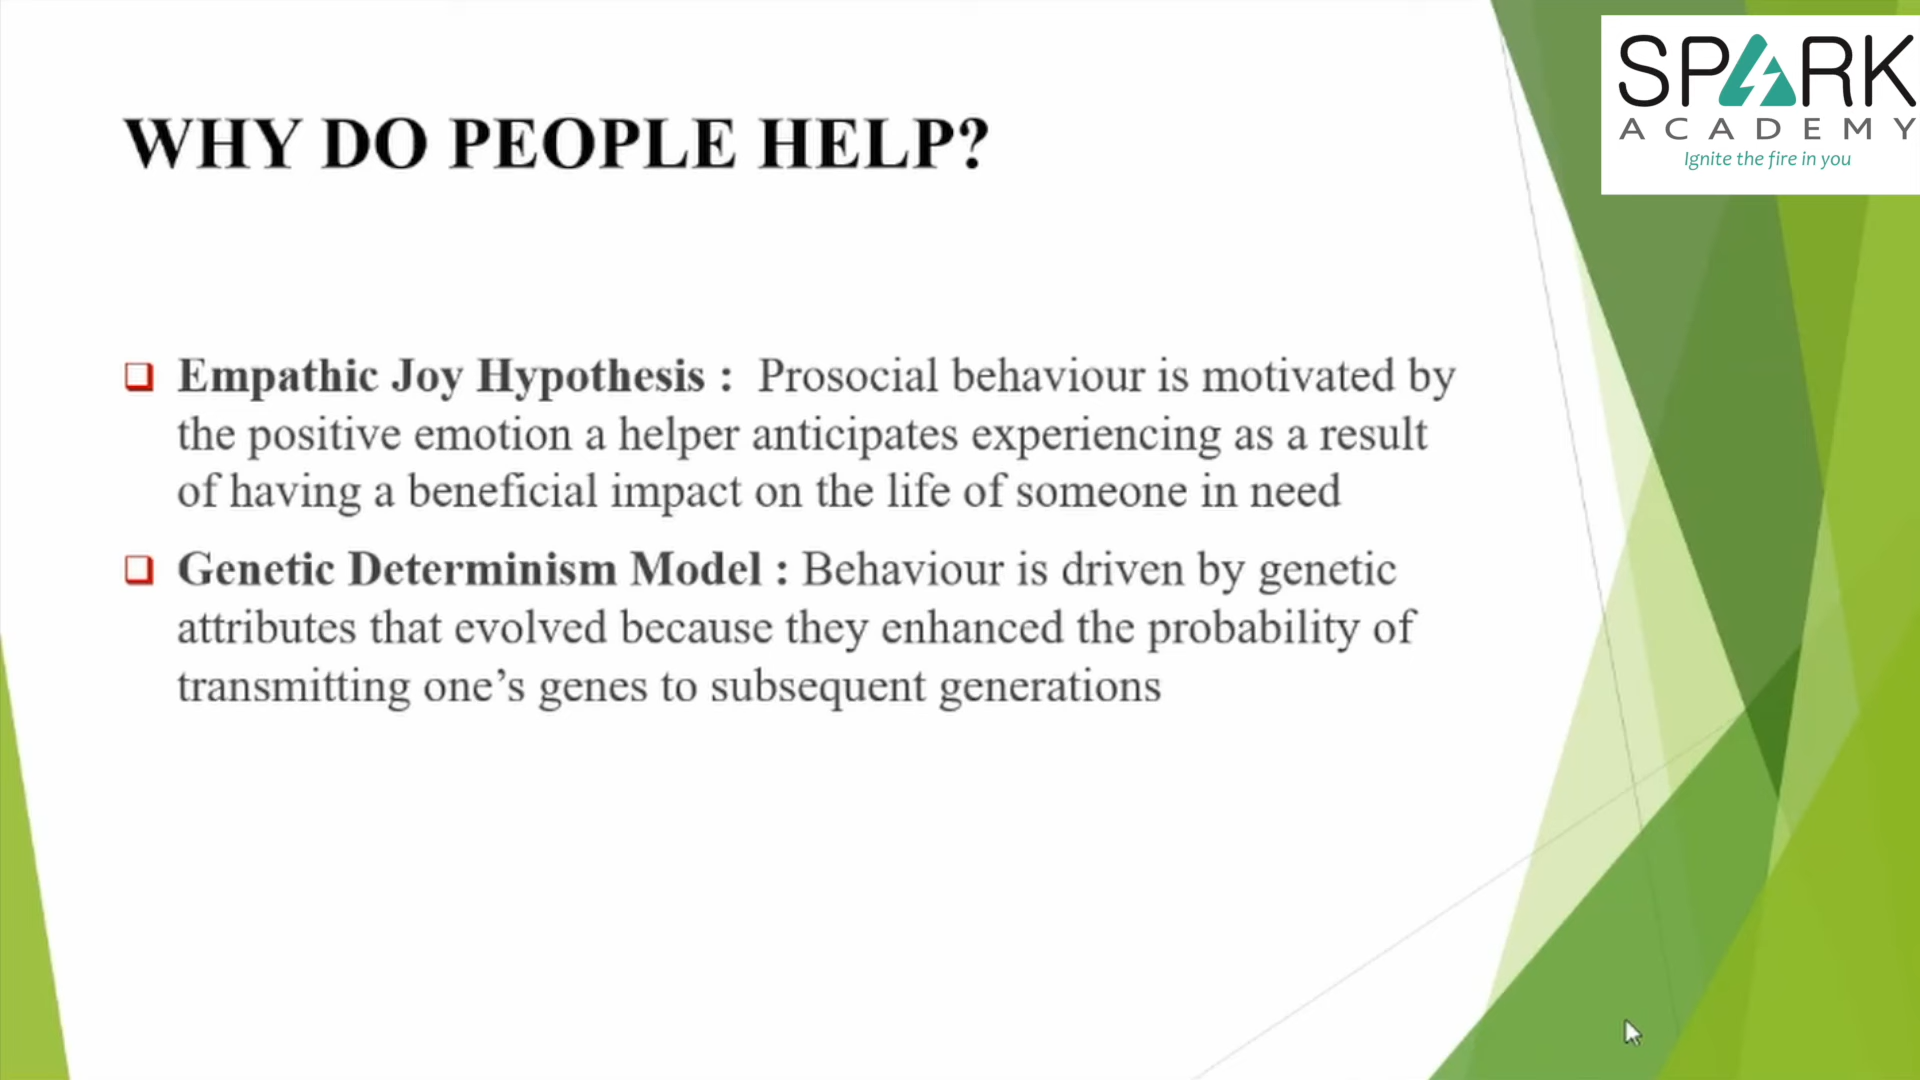 SPARK
ACADEMY
Ignite the fire in you
WHY DO PEOPLE HELP?
Empathic Joy Hypothesis : Prosocial behaviour is motivated by
the positive emotion a helper anticipates experiencing as a result
of having a beneficial impact on the life of someone in need
Genetic Determinism Model : Behaviour is driven by genetic
attributes that evolved because they enhanced the probability of
transmitting one’s genes to subsequent generations